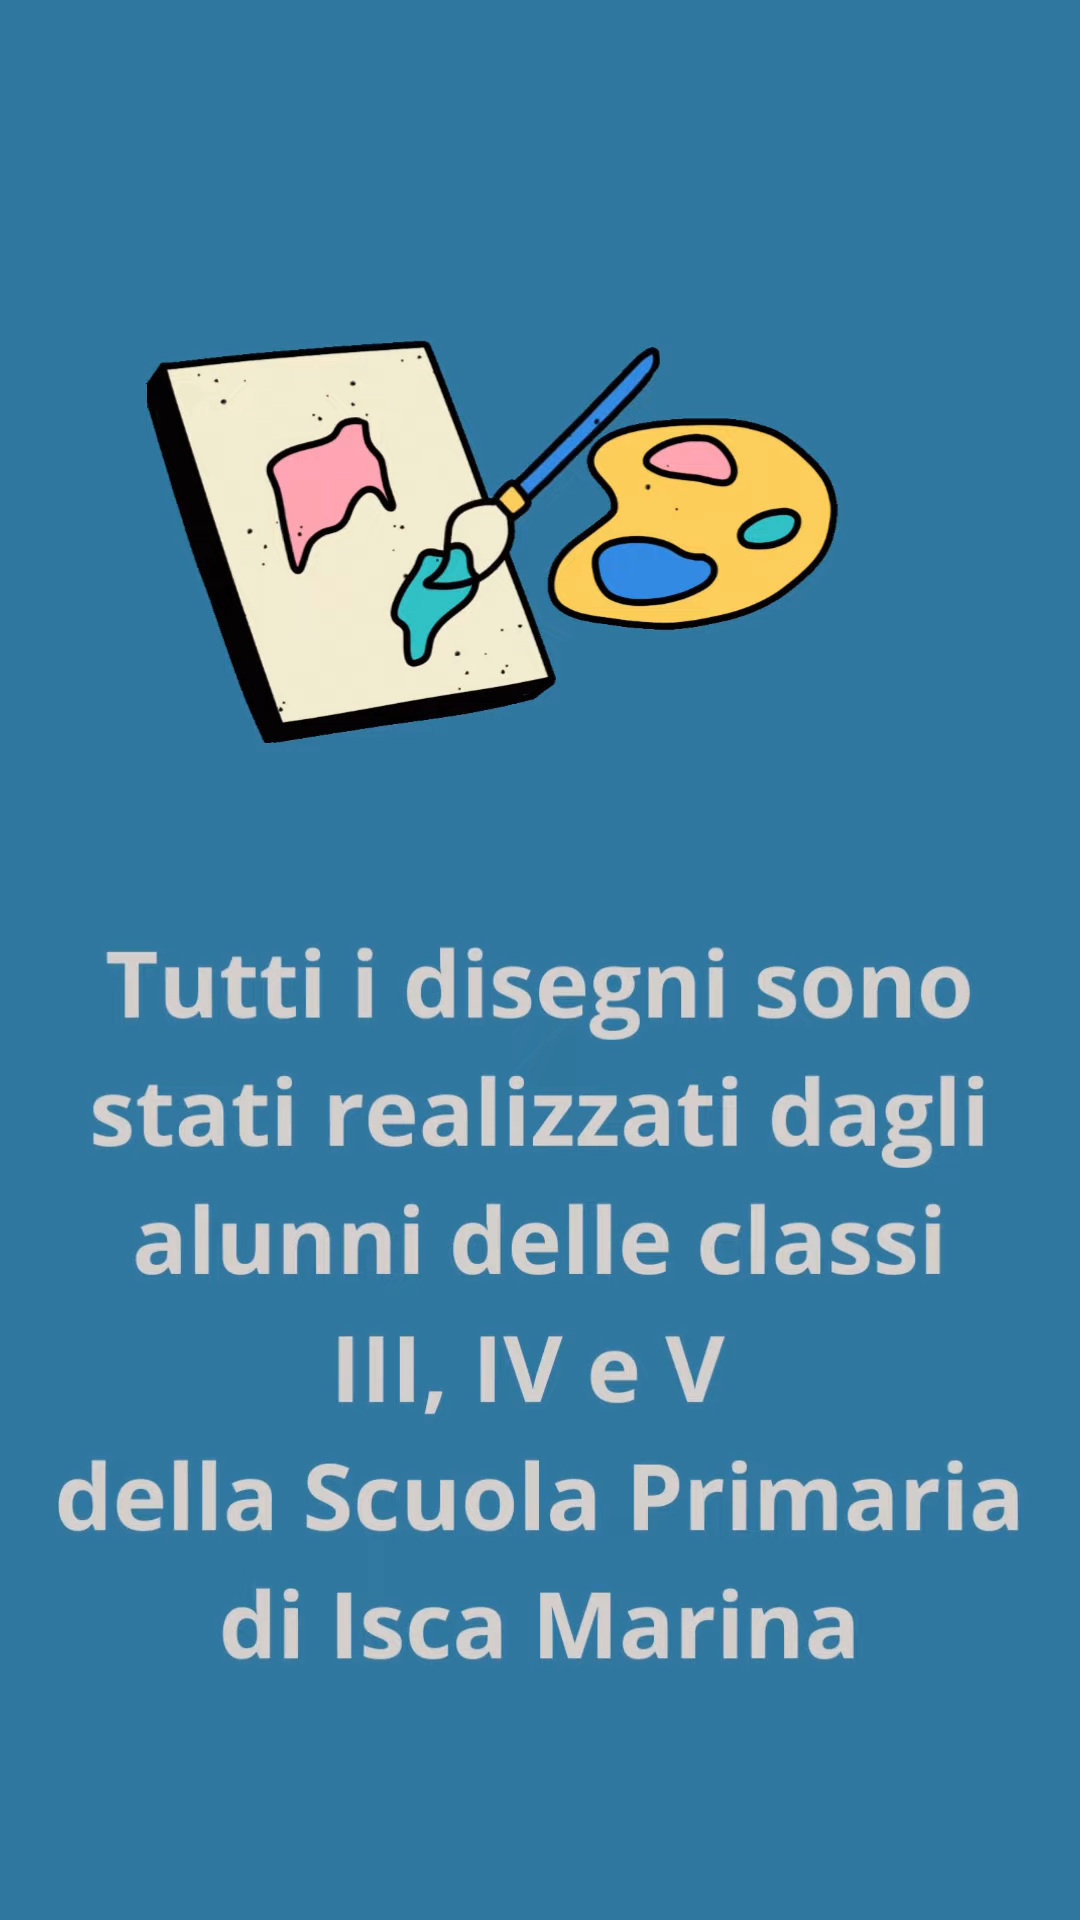 Tutti i disegni sono
stati realizzati dagli
alunni delle classi
III, IV e V
della Scuola Primaria
di Isca Marina